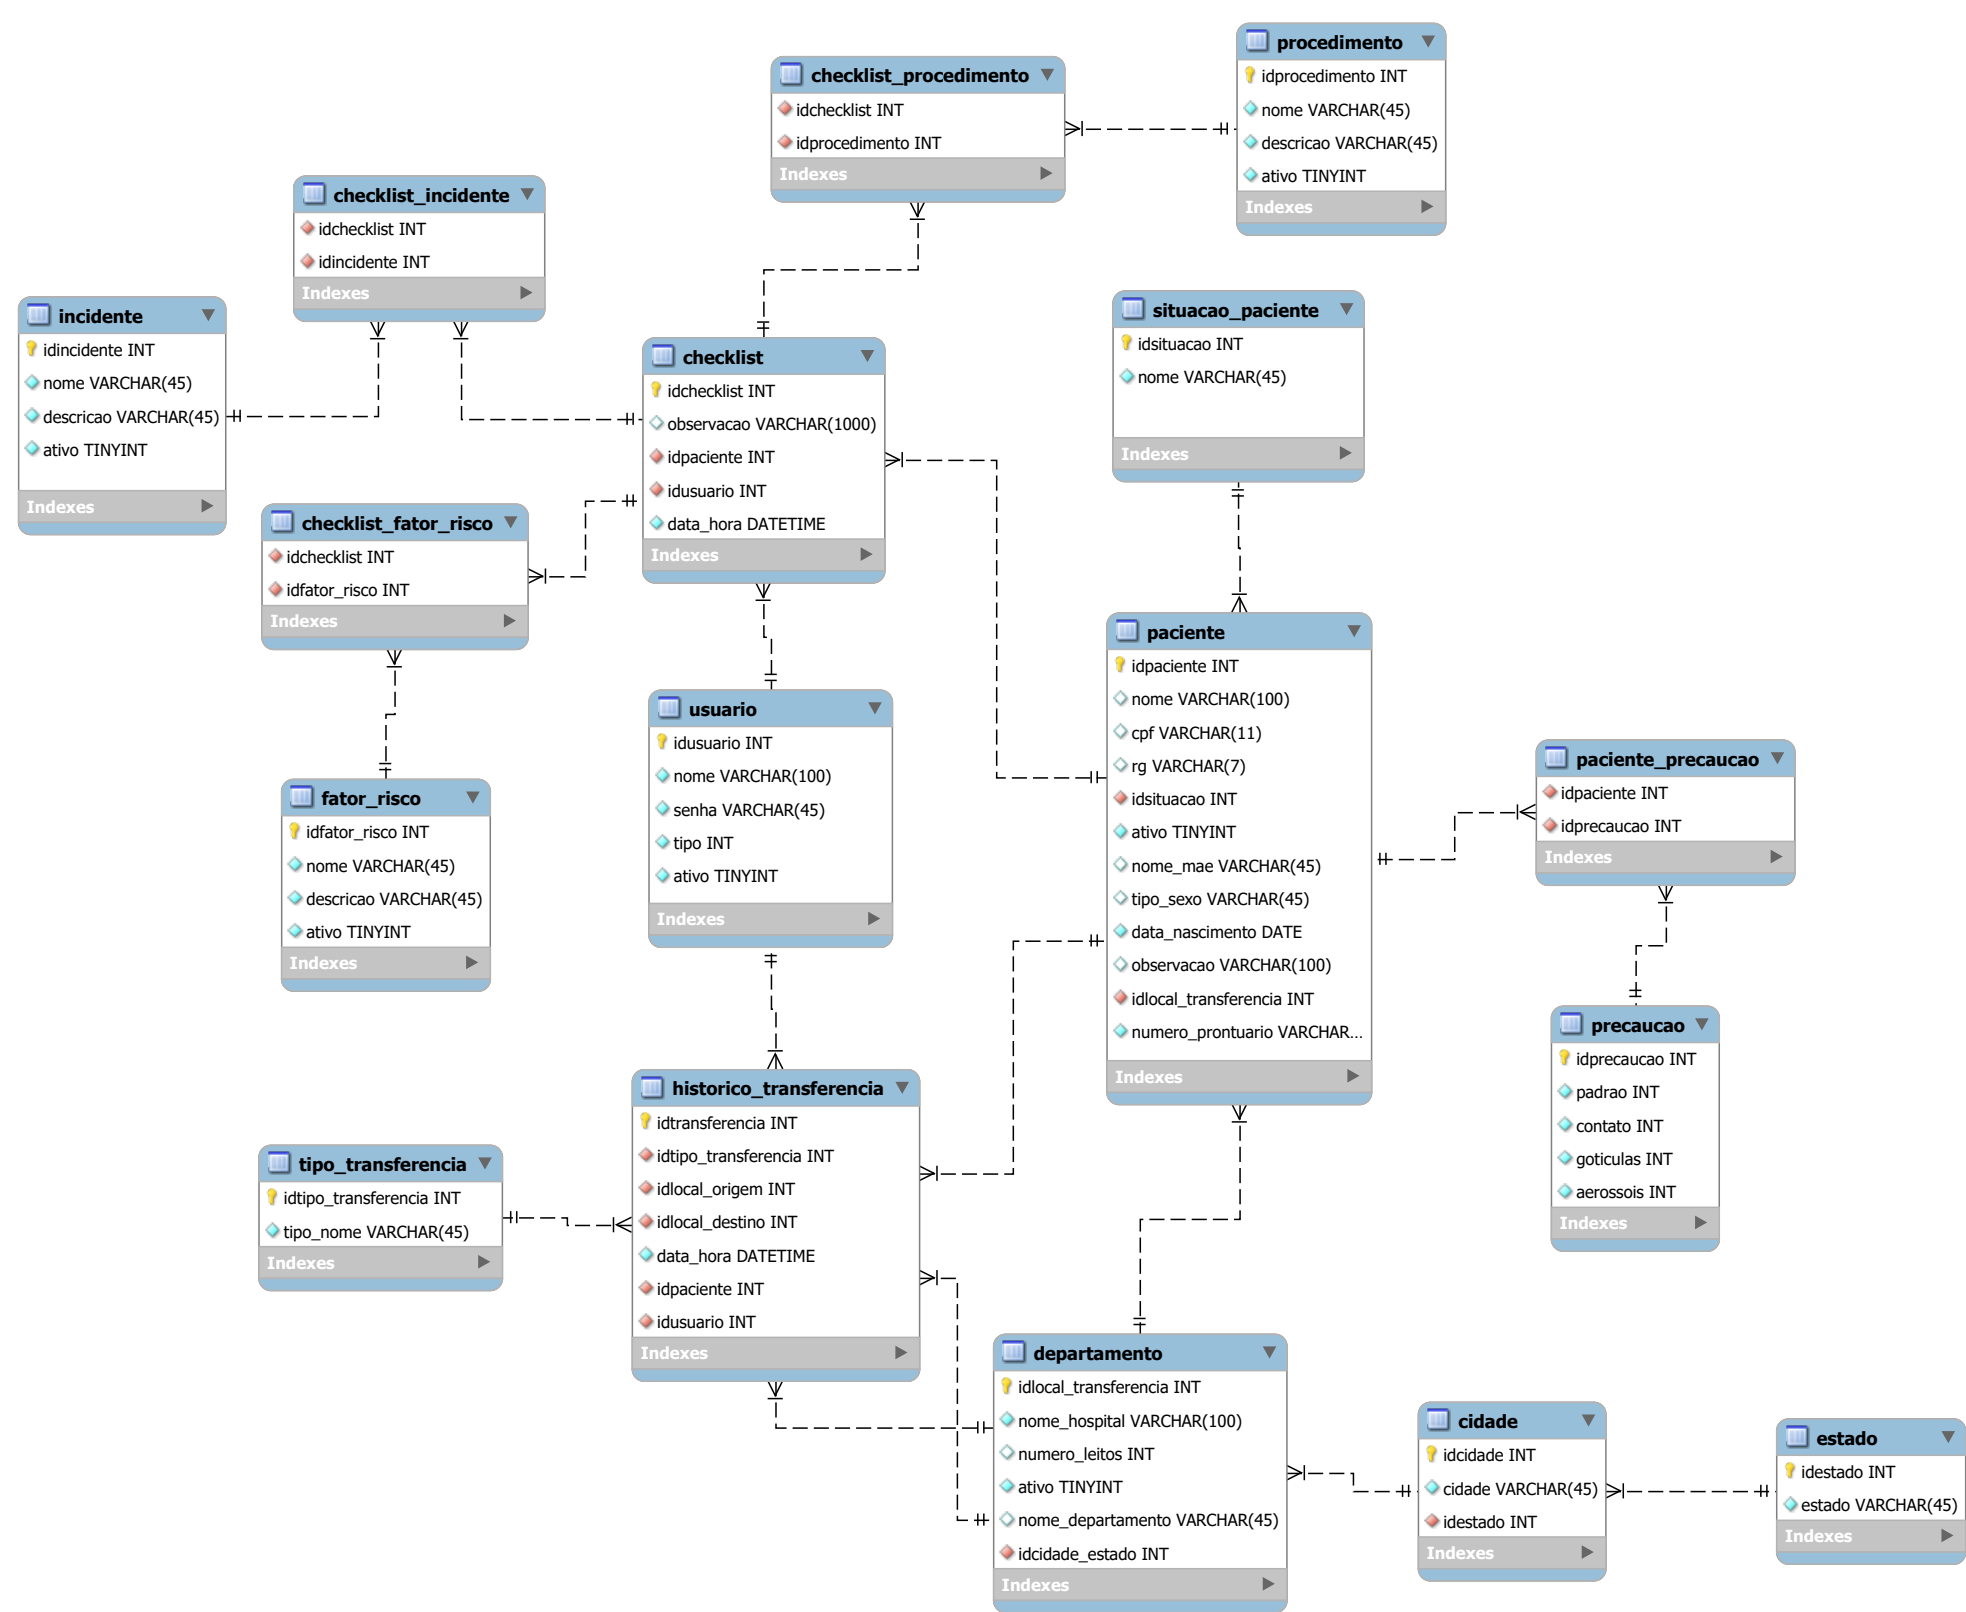 procedimento
idprocedimento INT
nome VARCHAR(45)
descricao VARCHAR(45)
ativo TINYINT
Indexes
checklist_procedimento
idchecklist INT
idprocedimento INT
Indexes
checklist_incidente
idchecklist INT
idincidente INT
Indexes
incidente
idincidente INT
nome VARCHAR(45)
descricao VARCHAR(45)
ativo TINYINT
Indexes
situacao_paciente
idsituacao INT
nome VARCHAR(45)
Indexes
checklist
idchecklist INT
observacao VARCHAR(1000)
idpaciente INT
idusuario INT
data_hora DATETIME
Indexes
checklist_fator_risco
idchecklist INT
idfator_risco INT
Indexes
paciente
idpaciente INT
nome VARCHAR(100)
cpf VARCHAR(11)
rg VARCHAR(7)
idsituacao INT
ativo TINYINT
nome_mae VARCHAR(45)
tipo_sexo VARCHAR(45)
data_nascimento DATE
observacao VARCHAR(100)
idlocal_transferencia INT
numero_prontuario VARCHAR...
Indexes
usuario
idusuario INT
nome VARCHAR(100)
senha VARCHAR(45)
tipo INT
ativo TINYINT
Indexes
paciente_precaucao
idpaciente INT
idprecaucao INT
Indexes
fator_risco
idfator_risco INT
nome VARCHAR(45)
descricao VARCHAR(45)
ativo TINYINT
Indexes
precaucao
idprecaucao INT
padrao INT
contato INT
goticulas INT
aerossois INT
Indexes
historico_transferencia
idtransferencia INT
idtipo_transferencia INT
idlocal_origem INT
idlocal_destino INT
data_hora DATETIME
idpaciente INT
idusuario INT
Indexes
tipo_transferencia
idtipo_transferencia INT
tipo_nome VARCHAR(45)
Indexes
departamento
idlocal_transferencia INT
nome_hospital VARCHAR(100)
numero_leitos INT
ativo TINYINT
nome_departamento VARCHAR(45)
idcidade_estado INT
Indexes
cidade
idcidade INT
cidade VARCHAR(45)
idestado INT
Indexes
estado
idestado INT
estado VARCHAR(45)
Indexes